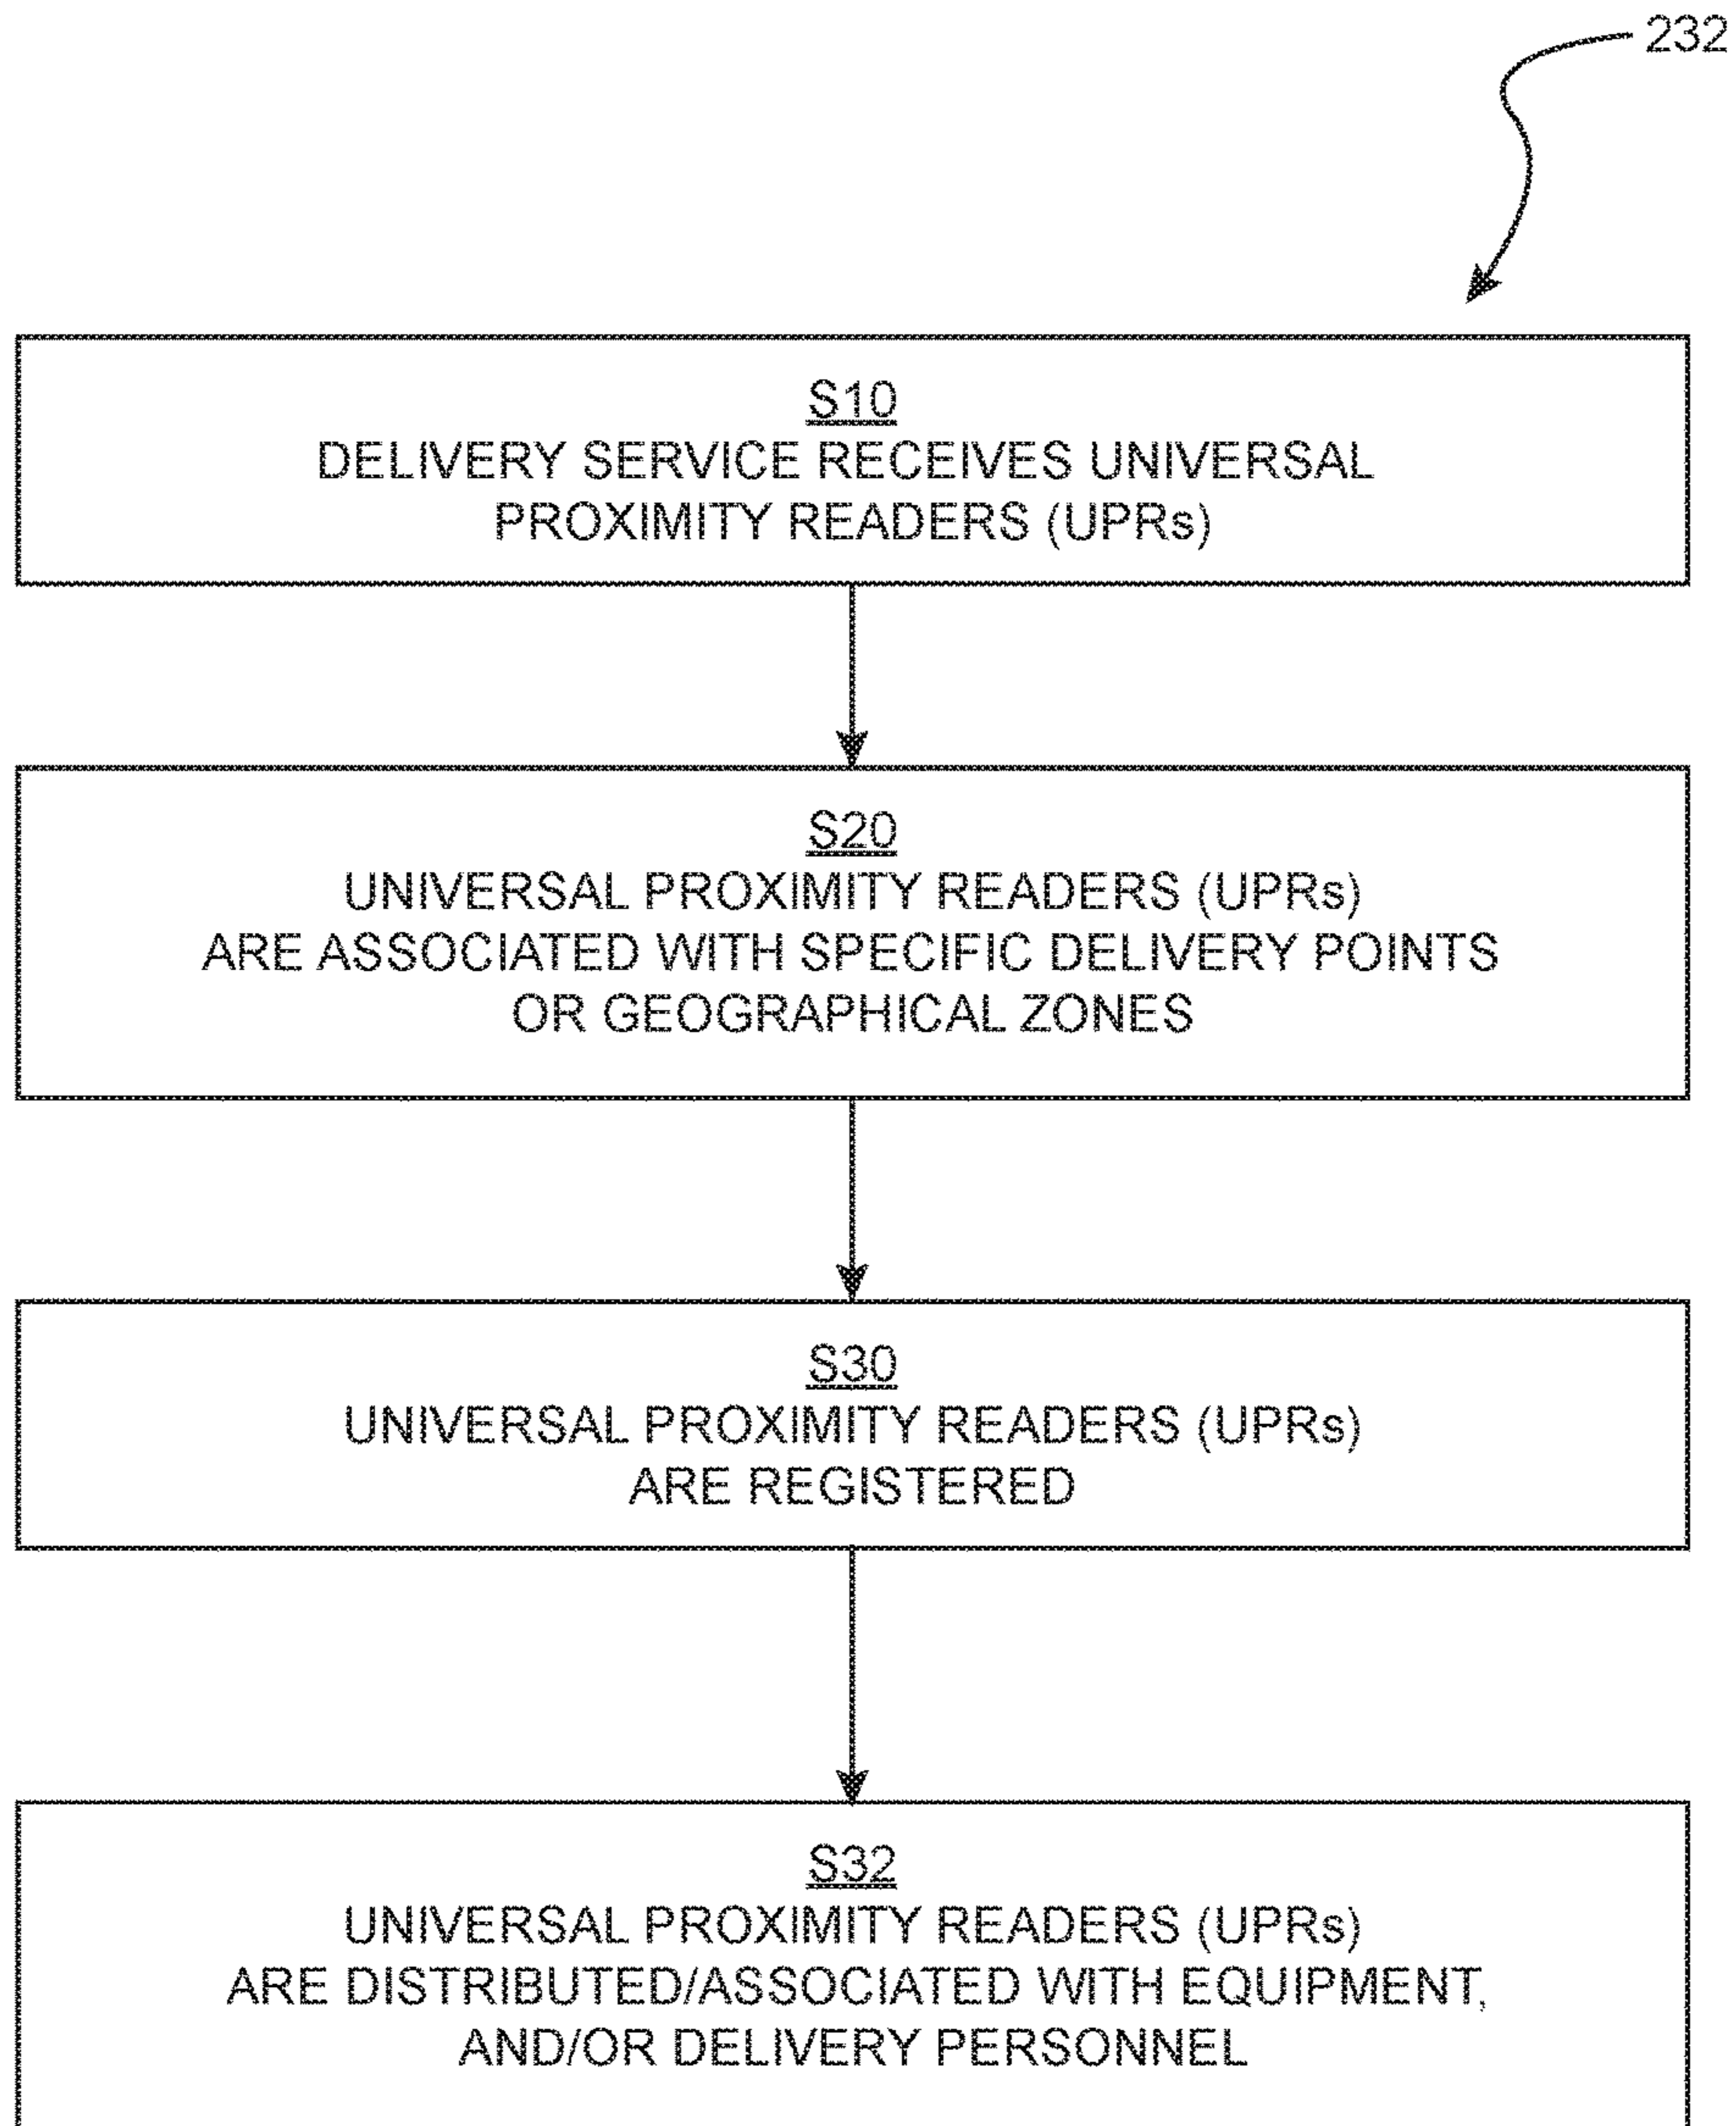 232
S10
DELIVERY SERVICE RECEIVES UNIVERSAL
PROXIMITY READERS (UPRs)
S20
UNIVERSAL PROXIMITY READERS (UPRs)
ARE ASSOCIATED WITH SPECIFIC DELIVERY POINTS
OR GEOGRAPHICAL ZONES
S30
UNIVERSAL PROXIMITY READERS (UPRs)
ARE REGISTERED
S32
UNIVERSAL PROXIMITY READERS (UPRs)
ARE DISTRIBUTED/ASSOCIATED WITH EQUIPMENT,
AND/OR DELIVERY PERSONNEL